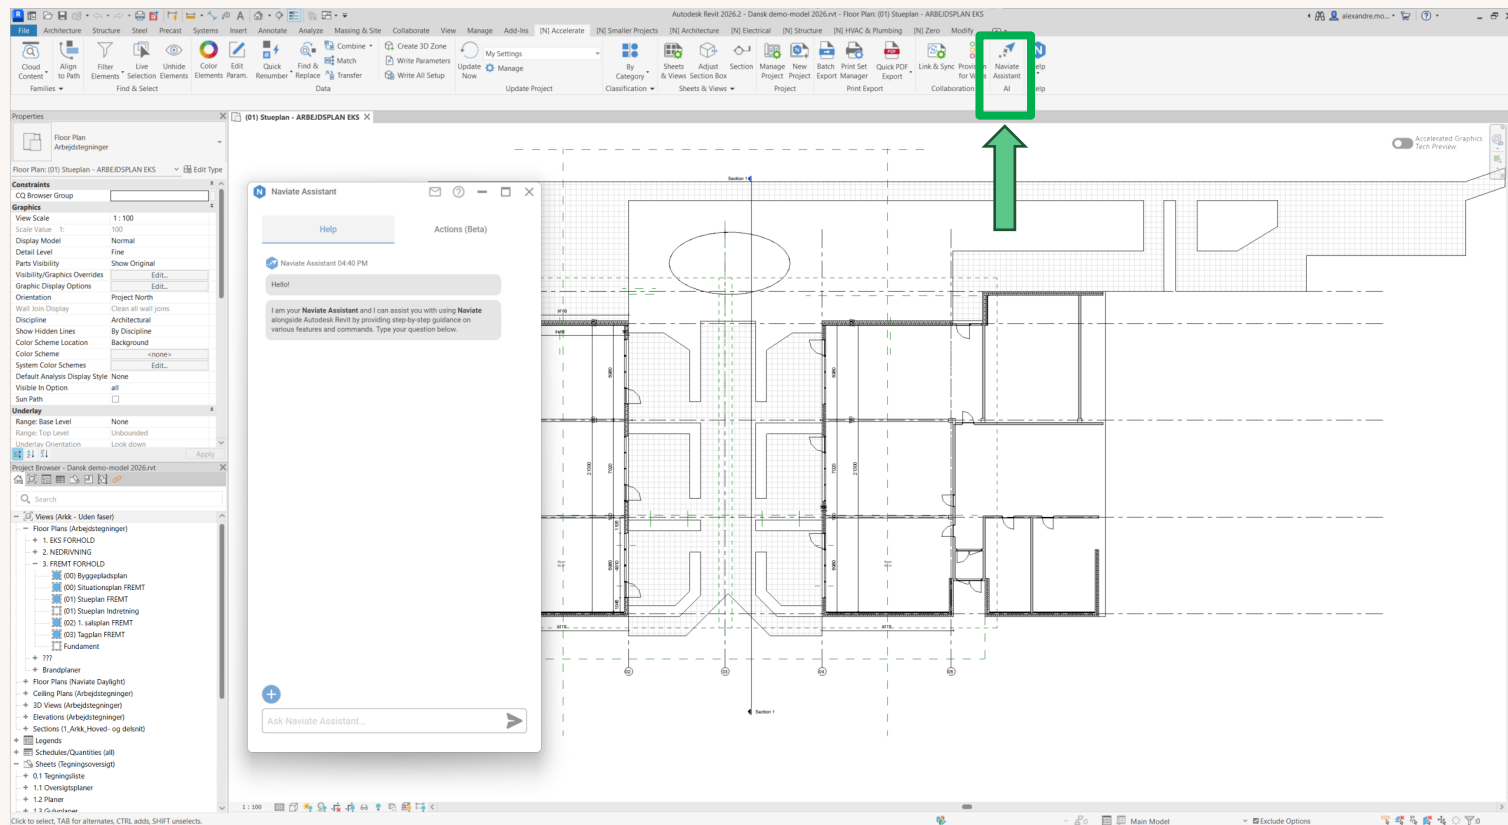 Autodesk Revit 2026.2 - Dansk demo-model 2026.rvt - Floor Plan: (01) Stueplan - ARBEJDSPLAN EKS
alexandre.mo...
File Architecture Structure Steel Precast Systems Insert Annotate Analyze Massing & Site Collaborate View Manage Add-Ins [N] Accelerate [N] Smaller Projects [N] Architecture [N] Electrical [N] Structure [N] HVAC & Plumbing [N] Zero Modify
Cloud Content
Align to Path
Filter Elements
Live Selection
Unhide Elements
Color Elements
Edit Param.
Quick Renumber
Find & Replace
Combine
Match
Transfer
Create 3D Zone
Write Parameters
Write All Setup
Update Now
My Settings
Manage
By Category
Sheets & Views
Adjust Section Box
Section
Manage Project
New Project
Batch Export
Print Set Manager
Quick PDF Export
Link & Sync
Naviate Assistant
Families
Find & Select
Data
Update Project
Classification
Sheets & Views
Project
Print Export
AI
Properties
(01) Stueplan - ARBEJDSPLAN EKS
Floor Plan
Arbejdstegninger
Floor Plan: (01) Stueplan - ARBEJDSPLAN EKS
Edit Type
Constraints
CQ Browser Group
Graphics
View Scale 1 : 100
Scale Value 1: 100
Display Model Normal
Detail Level Fine
Parts Visibility Show Original
Visibility/Graphics Overrides Edit...
Graphic Display Options Edit...
Orientation Project North
Wall Join Display Clean all wall joins
Discipline Architectural
Show Hidden Lines By Discipline
Color Scheme Location Background
Color Scheme <none>
System Color Schemes Edit...
Default Analysis Display Style None
Visible In Option all
Sun Path
Underlay
Range: Base Level None
Range: Top Level Unbounded
Underlay Orientation Look down
Apply
Project Browser - Dansk demo-model 2026.rvt
Search
Views (Arkk - Uden faser)
Floor Plans (Arbejdstegninger)
1. EKS FORHOLD
2. NEDRIVNING
3. FREMT FORHOLD
(00) Byggepladsplan
(00) Situationsplan FREMT
(01) Stueplan FREMT
(01) Stueplan Indretning
(02) 1. salsplan FREMT
(03) Tagplan FREMT
Fundament
???
Brandplaner
Floor Plans (Naviate Daylight)
Ceiling Plans (Arbejdstegninger)
3D Views (Arbejdstegninger)
Elevations (Arbejdstegninger)
Sections (1_Arkk_Hoved- og delsnit)
Legends
Schedules/Quantities (all)
Sheets (Tegningsoversigt)
0.1 Tegningsliste
1.1 Oversigtsplaner
1.2 Planer
1.3 Gulvplaner
Naviate Assistant
Help
Actions (Beta)
Naviate Assistant 04:40 PM
Hello!
I am your Naviate Assistant and I can assist you with using Naviate
alongside Autodesk Revit by providing step-by-step guidance on
various features and commands. Type your question below.
Ask Naviate Assistant...
Accelerated Graphics
Tech Preview
Section 1
Section 1
1 : 100
Click to select, TAB for alternates, CTRL adds, SHIFT unselects.
Main Model
Exclude Options